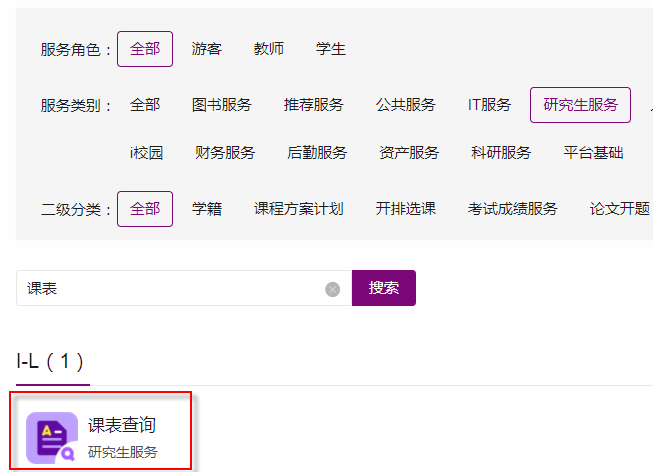 服务角色： 全部 游客 教师 学生
服务类别： 全部 图书服务 推荐服务 公共服务 IT服务 研究生服务
i校园 财务服务 后勤服务 资产服务 科研服务 平台基础
二级分类： 全部 学籍 课程方案计划 开排选课 考试成绩服务 论文开题
课表 搜索
I-L（1）
课表查询
研究生服务